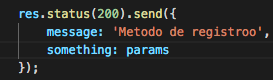 res.status(200).send({
message: 'Metodo de registroo',
something: params
});